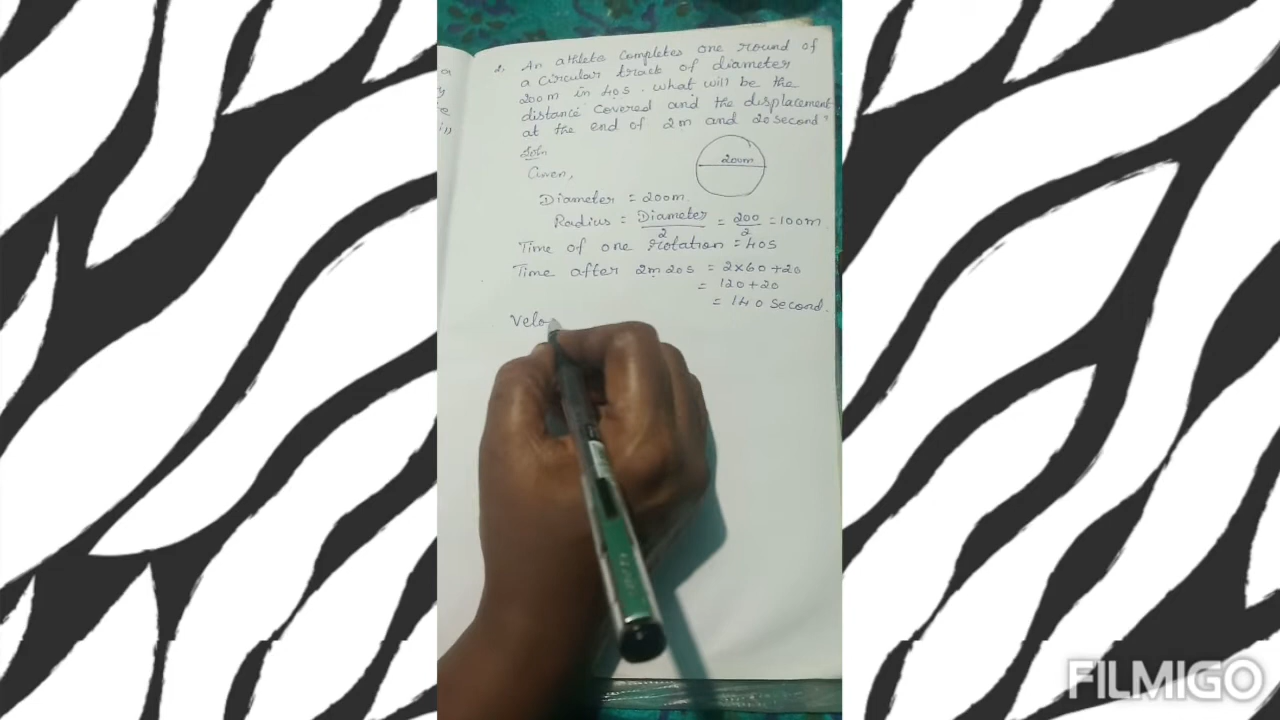 2. An athlete Completes one round of
a Circular track of diameter
200m in 40s. what will be the
distance Covered and the displacement
at the end of 2m and 20second?
Soln
Given,
200m
Diameter = 200m.
Radius = Diameter/2 = 200/2 = 100m
Time of one rotation = 40s
Time after 2m 20s = 2x60+20
= 120+20
= 140 second.
Velo
FILMIGO